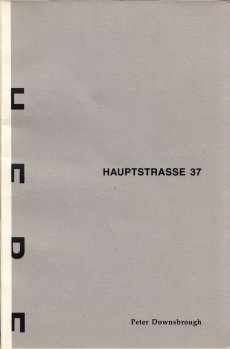 HAUPTSTRASSE 37
Peter Downsbrough